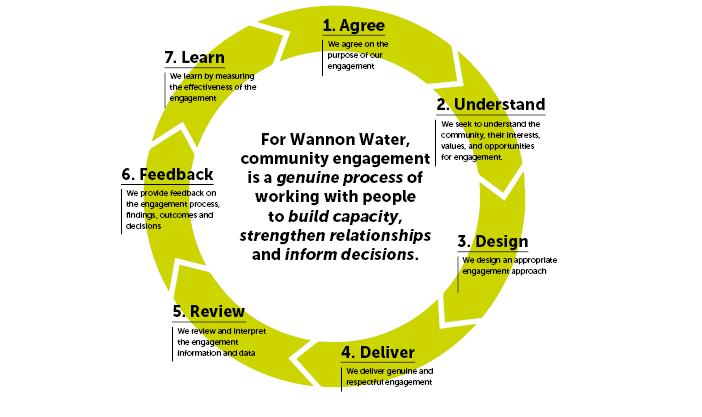 1. Agree
We agree on the
purpose of our
engagement
2. Understand
We seek to understand the
community, their interests,
values, and opportunities
for engagement.
3. Design
We design an appropriate
engagement approach
4. Deliver
We deliver genuine and
respectful engagement
5. Review
We review and interpret
the engagement
information and data
6. Feedback
We provide feedback on
the engagement process,
findings, outcomes and
decisions
7. Learn
We learn by measuring
the effectiveness of the
engagement
For Wannon Water,
community engagement
is a genuine process of
working with people
to build capacity,
strengthen relationships
and inform decisions.